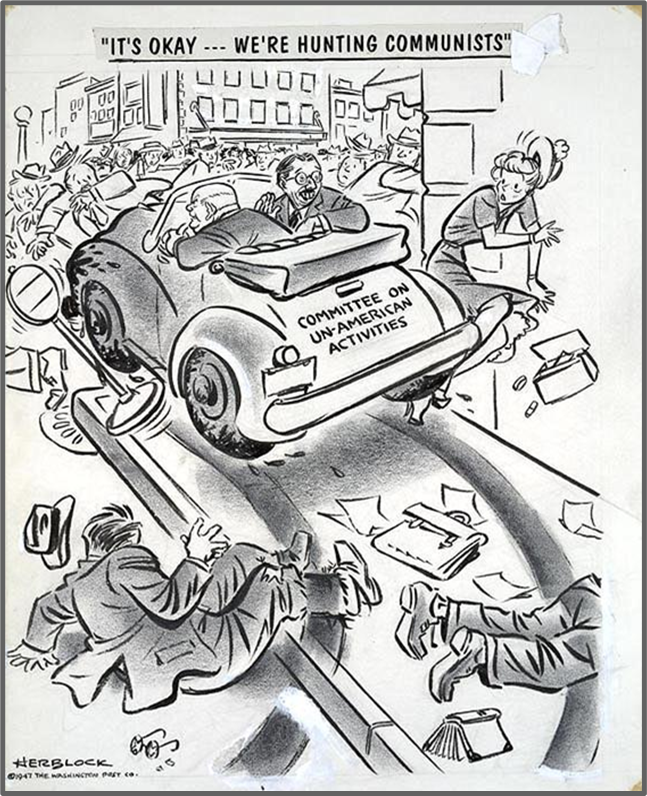 "IT'S OKAY --- WE'RE HUNTING COMMUNISTS"
COMMITTEE ON
UN-AMERICAN
ACTIVITIES
HERBLOCK
©1947 THE WASHINGTON POST CO.